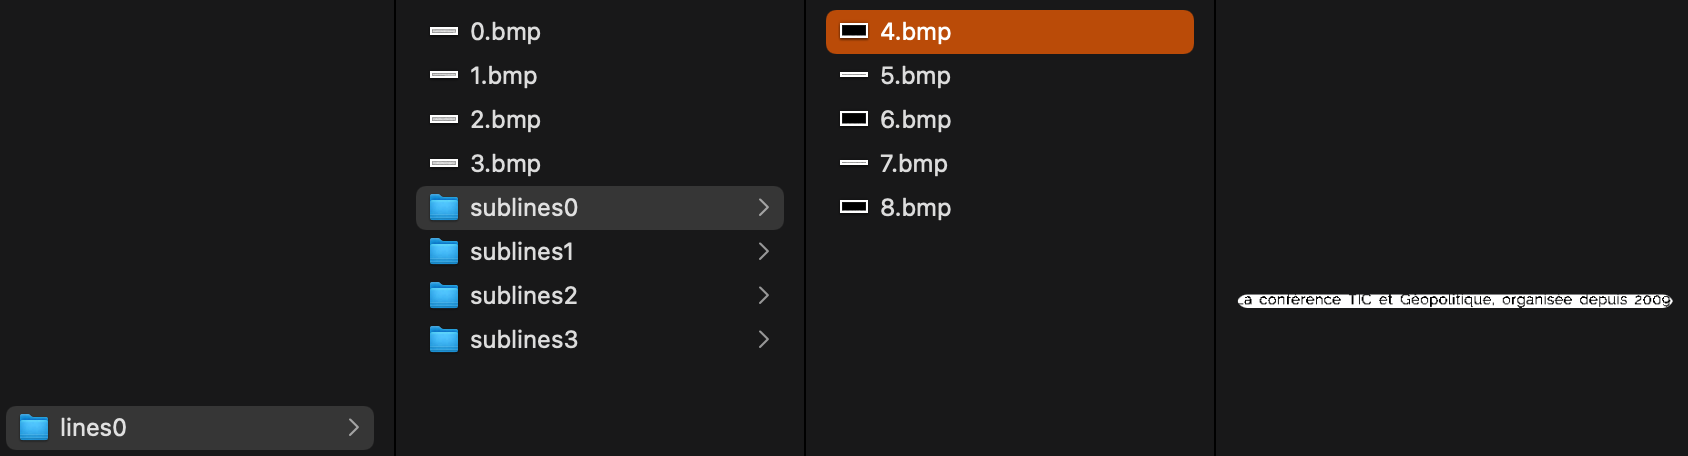 lines0
0.bmp
1.bmp
2.bmp
3.bmp
sublines0
sublines1
sublines2
sublines3
4.bmp
5.bmp
6.bmp
7.bmp
8.bmp
a conférence TIC et Géopolitique, organisée depuis 2009